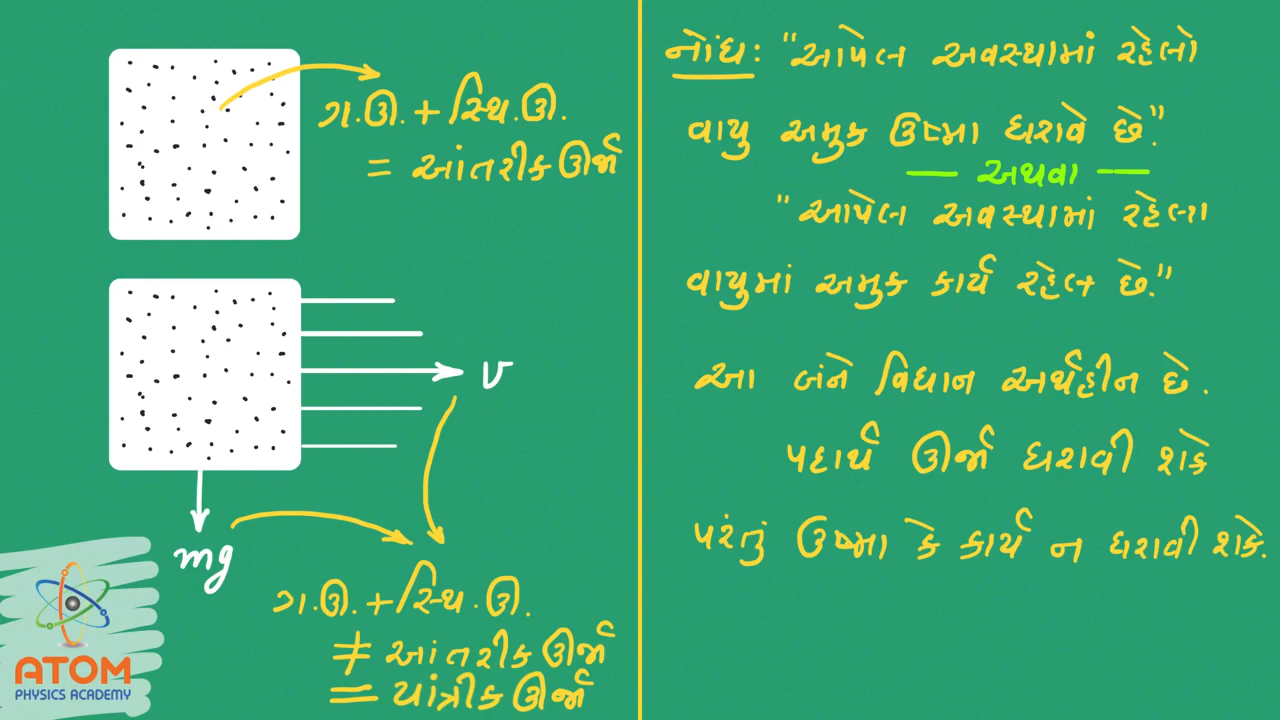 ગ.ઊ. + સ્થિ.ઊ.
= આંતરીક ઊર્જા
v
mg
ગ.ઊ. + સ્થિ.ઊ.
≠ આંતરીક ઊર્જા
= યાંત્રીક ઊર્જા
ATOM
PHYSICS ACADEMY
નોંધ: "આપેલ અવસ્થામાં રહેલો
વાયુ અમુક ઉષ્મા ધરાવે છે."
— અથવા —
"આપેલ અવસ્થામાં રહેલા
વાયુમાં અમુક કાર્ય રહેલ છે."
આ બંને વિધાન અર્થહીન છે.
પદાર્થ ઊર્જા ધરાવી શકે
પરંતું ઉષ્મા કે કાર્ય ન ધરાવી શકે.